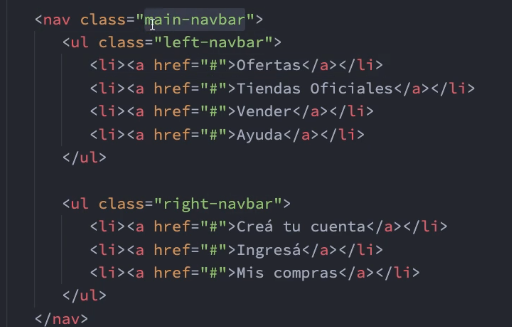 <nav class="main-navbar">
<ul class="left-navbar">
<li><a href="#">Ofertas</a></li>
<li><a href="#">Tiendas Oficiales</a></li>
<li><a href="#">Vender</a></li>
<li><a href="#">Ayuda</a></li>
</ul>
<ul class="right-navbar">
<li><a href="#">Creá tu cuenta</a></li>
<li><a href="#">Ingresá</a></li>
<li><a href="#">Mis compras</a></li>
</ul>
</nav>